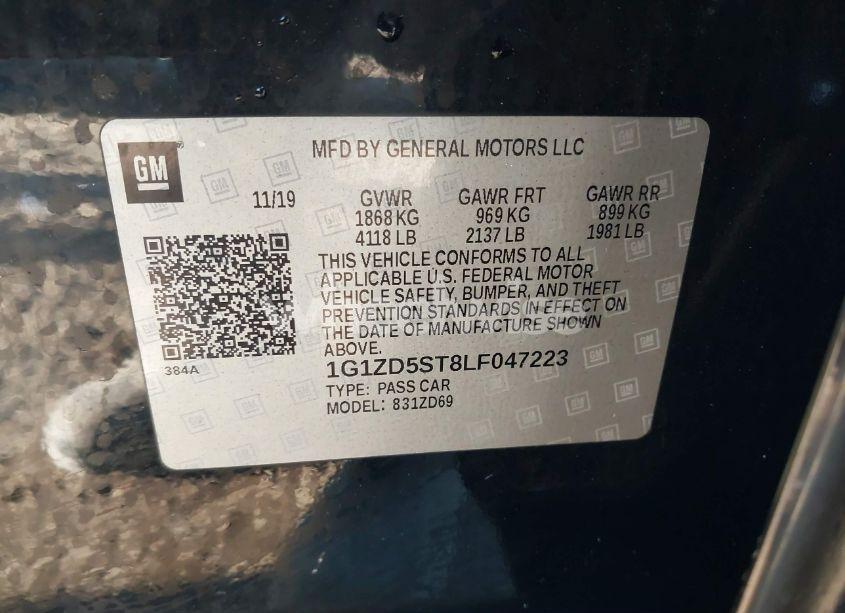 GM
MFD BY GENERAL MOTORS LLC
11/19 GVWR GAWR FRT GAWR RR
1868 KG 969 KG 899 KG
4118 LB 2137 LB 1981 LB
THIS VEHICLE CONFORMS TO ALL
APPLICABLE U.S. FEDERAL MOTOR
VEHICLE SAFETY, BUMPER, AND THEFT
PREVENTION STANDARDS IN EFFECT ON
THE DATE OF MANUFACTURE SHOWN
ABOVE.
384A
1G1ZD5ST8LF047223
TYPE: PASS CAR
MODEL: 831ZD69